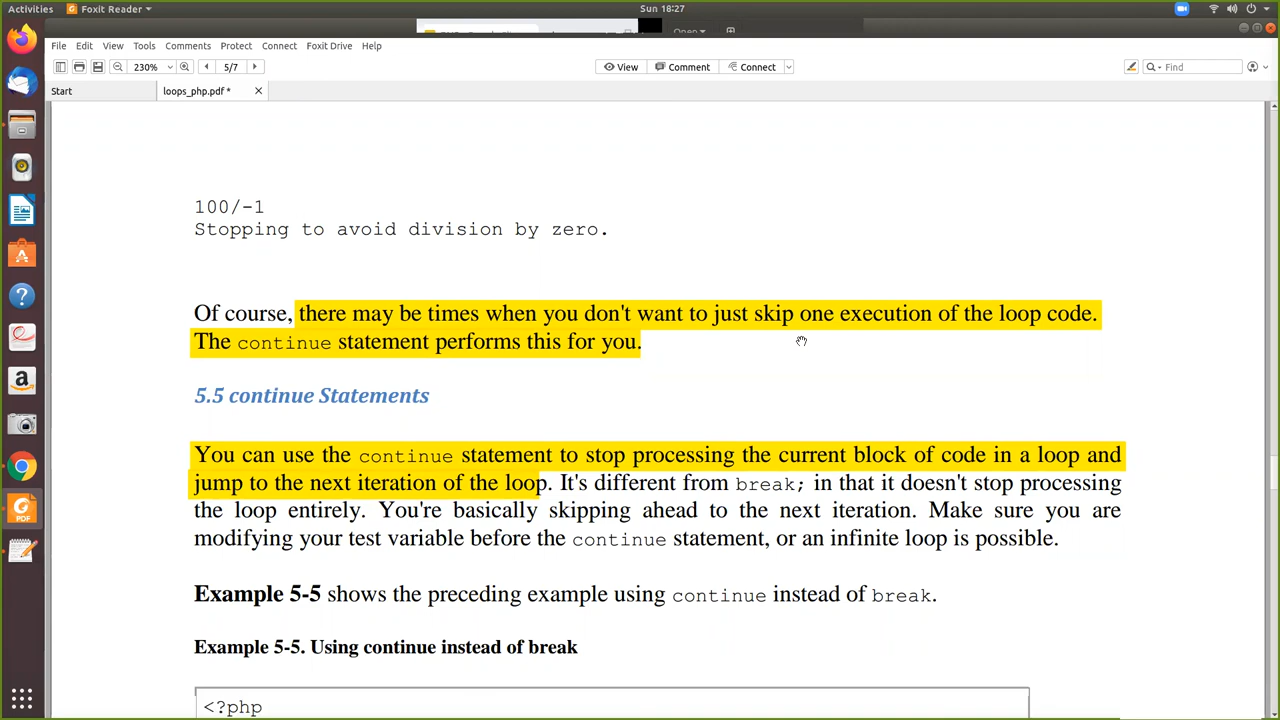 Activities
Foxit Reader
Sun 18:27
File Edit View Tools Comments Protect Connect Foxit Drive Help
230% 5/7 View Comment Connect Find
Start loops_php.pdf *
100/-1
Stopping to avoid division by zero.
Of course, there may be times when you don't want to just skip one execution of the loop code.
The continue statement performs this for you.
5.5 continue Statements
You can use the continue statement to stop processing the current block of code in a loop and
jump to the next iteration of the loop. It's different from break; in that it doesn't stop processing
the loop entirely. You're basically skipping ahead to the next iteration. Make sure you are
modifying your test variable before the continue statement, or an infinite loop is possible.
Example 5-5 shows the preceding example using continue instead of break.
Example 5-5. Using continue instead of break
<?php